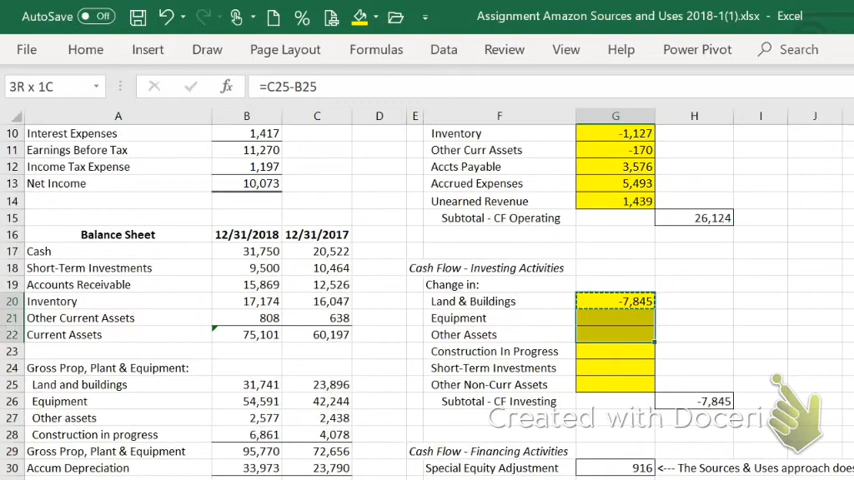 AutoSave Off Assignment Amazon Sources and Uses 2018-1(1).xlsx - Excel
File Home Insert Draw Page Layout Formulas Data Review View Help Power Pivot Search
3R x 1C fx =C25-B25
A B C D E F G H I J
10 Interest Expenses 1,417 Inventory -1,127
11 Earnings Before Tax 11,270 Other Curr Assets -170
12 Income Tax Expense 1,197 Accts Payable 3,576
13 Net Income 10,073 Accrued Expenses 5,493
14 Unearned Revenue 1,439
15 Subtotal - CF Operating 26,124
16 Balance Sheet 12/31/2018 12/31/2017
17 Cash 31,750 20,522
18 Short-Term Investments 9,500 10,464 Cash Flow - Investing Activities
19 Accounts Receivable 15,869 12,526 Change in:
20 Inventory 17,174 16,047 Land & Buildings -7,845
21 Other Current Assets 808 638 Equipment
22 Current Assets 75,101 60,197 Other Assets
23 Construction In Progress
24 Gross Prop, Plant & Equipment: Short-Term Investments
25 Land and buildings 31,741 23,896 Other Non-Curr Assets
26 Equipment 54,591 42,244 Subtotal - CF Investing -7,845
27 Other assets 2,577 2,438
28 Construction in progress 6,861 4,078
29 Gross Prop, Plant & Equipment 95,770 72,656 Cash Flow - Financing Activities
30 Accum Depreciation 33,973 23,790 Special Equity Adjustment 916 <--- The Sources & Uses approach does
Created with Doceri